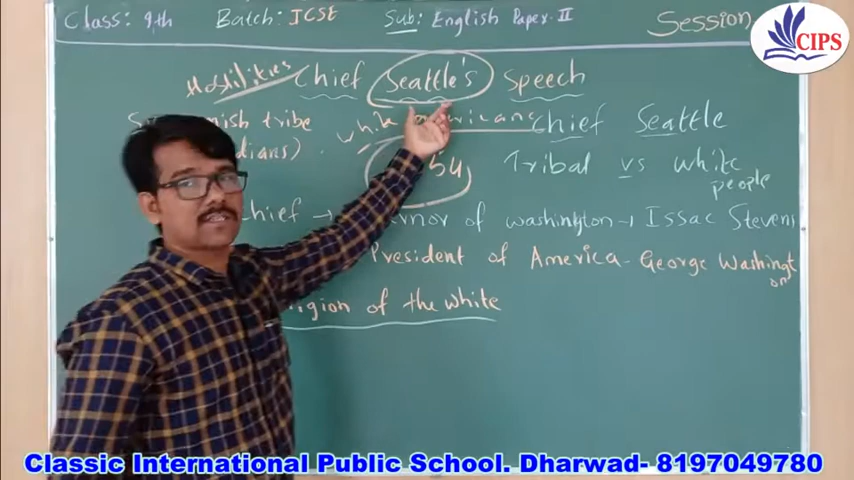 Class: 9th Batch: ICSE Sub: English Paper-II Session
CIPS
Hostilities Chief Seattle's Speech
tribe white Chief Seattle
Tribal vs white people
54
Chief → of washington → Issac Stevens
President of America- George Washington
of the white
Classic International Public School. Dharwad- 8197049780